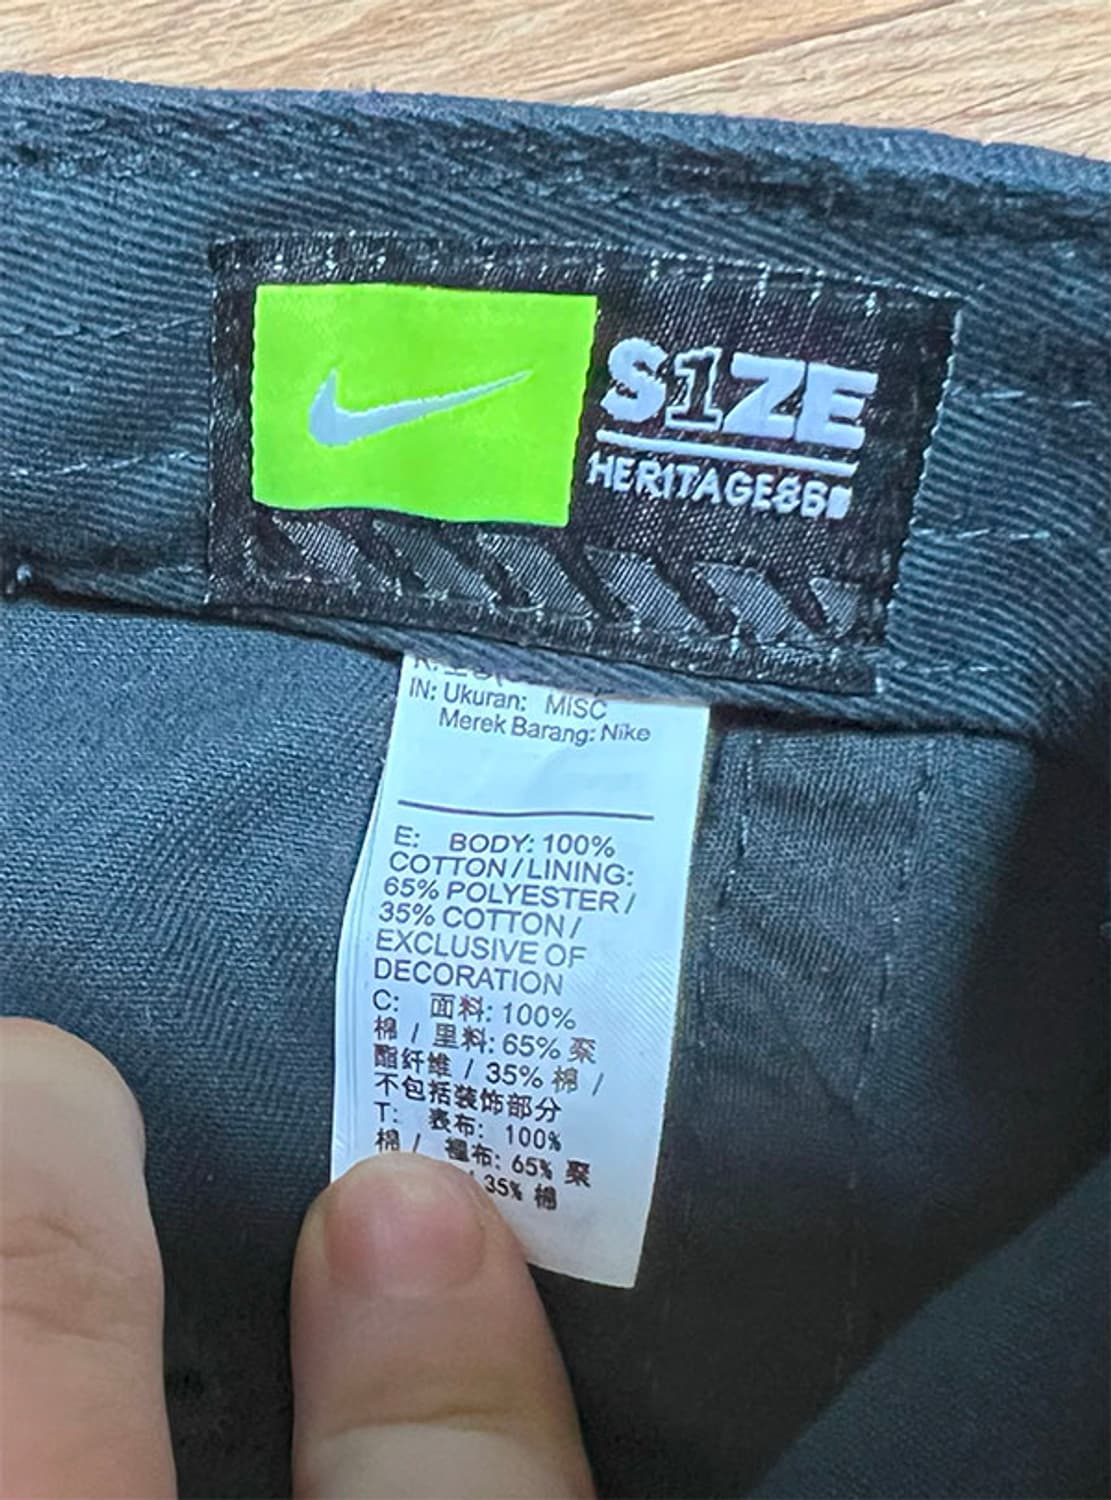 S1ZE
HERITAGE86
IN: Ukuran: MISC
Merek Barang: Nike
E: BODY: 100%
COTTON / LINING:
65% POLYESTER /
35% COTTON /
EXCLUSIVE OF
DECORATION
C: 面料: 100%
棉 / 里料: 65% 聚
酯纤维 / 35% 棉 /
不包括装饰部分
T: 表布: 100%
棉 / 裡布: 65% 聚
/ 35% 棉